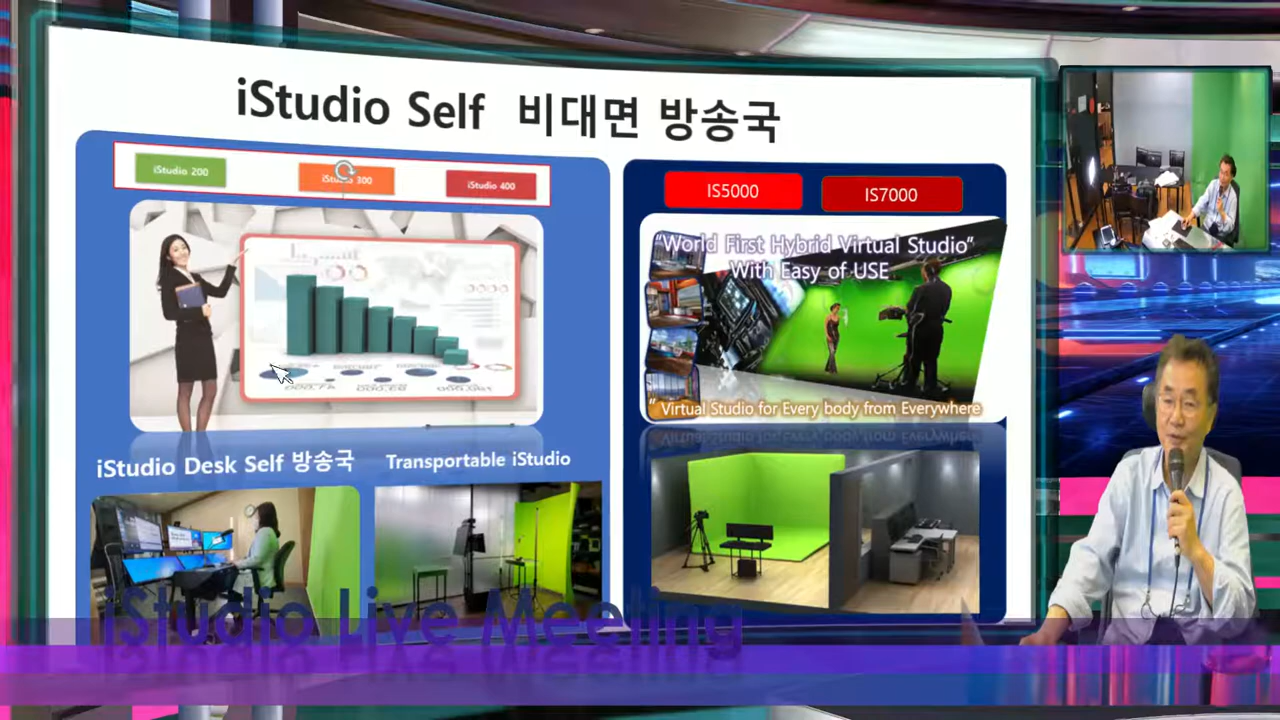 iStudio Self 비대면 방송국
iStudio 200
iStudio 300
iStudio 400
IS5000
IS7000
"World First Hybrid Virtual Studio"
With Easy of USE
" Virtual Studio for Every body from Everywhere
iStudio Desk Self 방송국
Transportable iStudio
iStudio Live Meeting